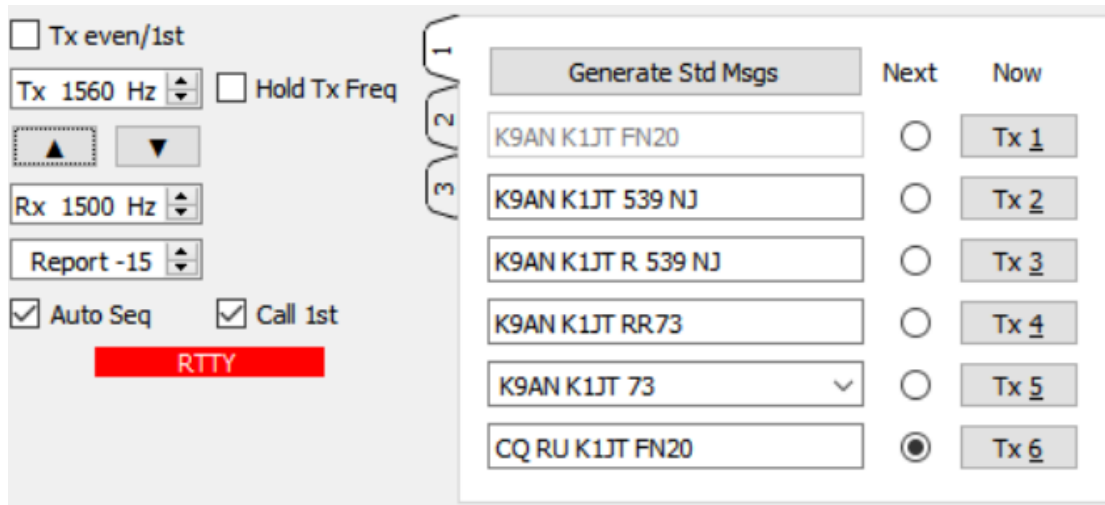 Tx even/1st
Tx 1560 Hz
Hold Tx Freq
▲ ▼
Rx 1500 Hz
Report -15
Auto Seq
Call 1st
RTTY
1
2
3
Generate Std Msgs Next Now
K9AN K1JT FN20 Tx 1
K9AN K1JT 539 NJ Tx 2
K9AN K1JT R 539 NJ Tx 3
K9AN K1JT RR73 Tx 4
K9AN K1JT 73 Tx 5
CQ RU K1JT FN20 Tx 6